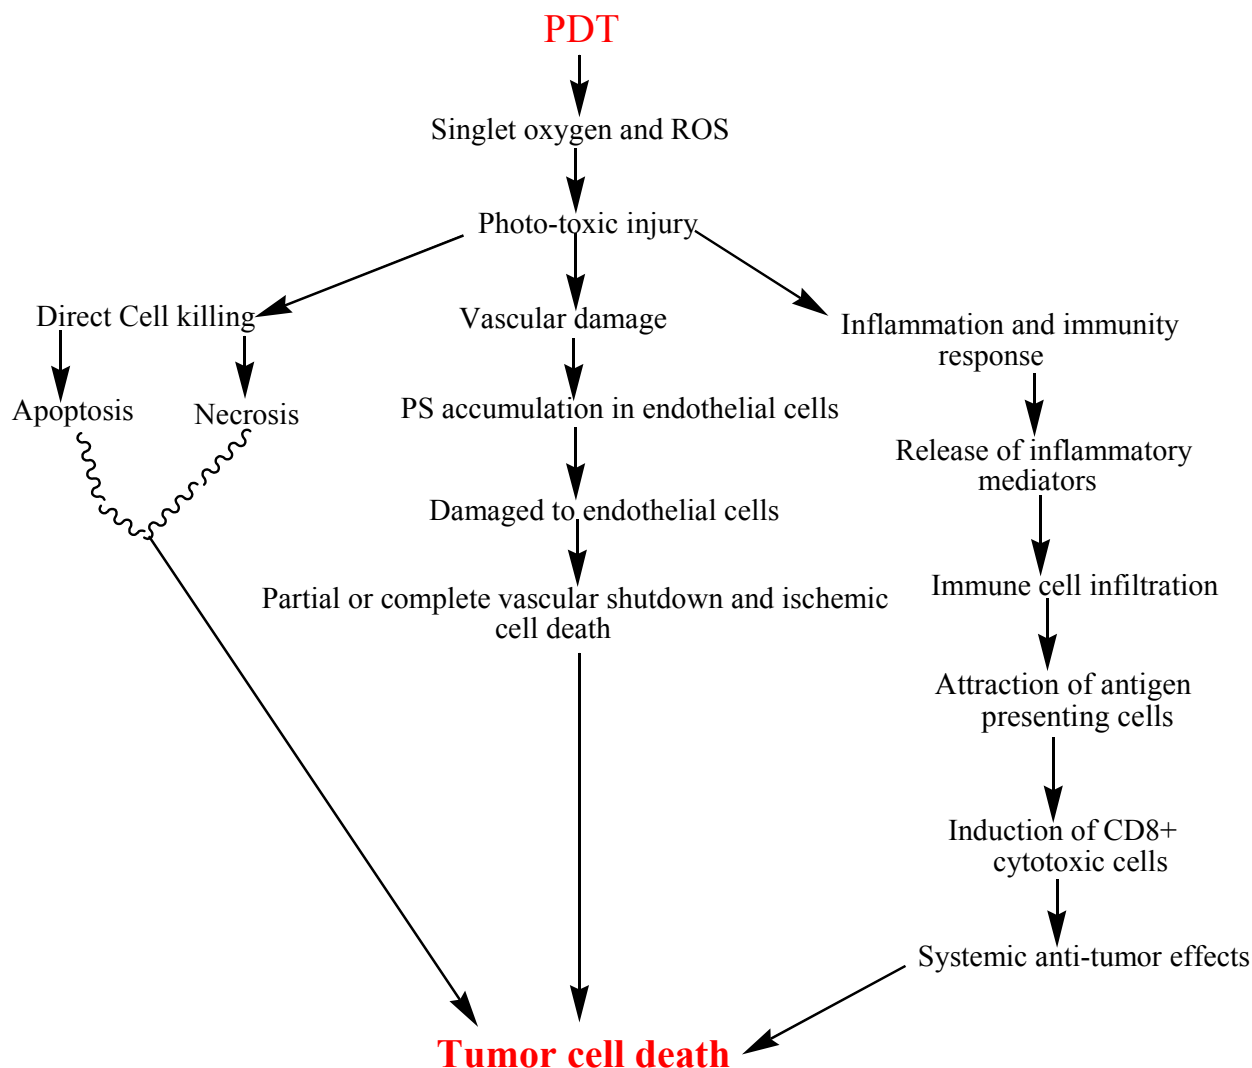 PDT
Singlet oxygen and ROS
Photo-toxic injury
Direct Cell killing
Apoptosis
Necrosis
Vascular damage
PS accumulation in endothelial cells
Damaged to endothelial cells
Partial or complete vascular shutdown and ischemic
cell death
Inflammation and immunity
response
Release of inflammatory
mediators
Immune cell infiltration
Attraction of antigen
presenting cells
Induction of CD8+
cytotoxic cells
Systemic anti-tumor effects
Tumor cell death